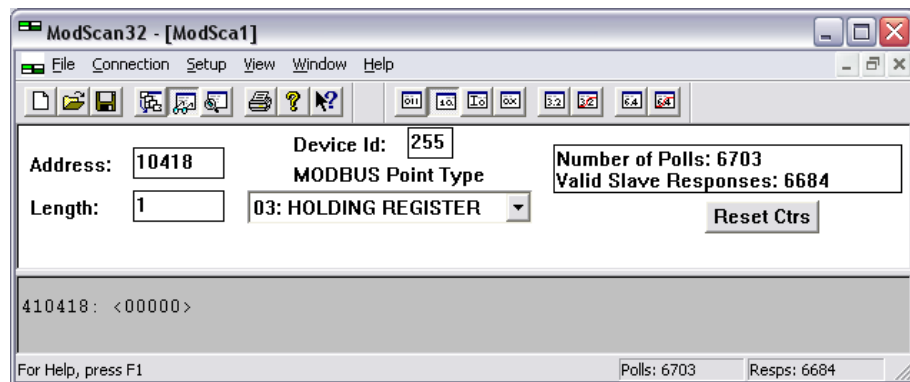 ModScan32 - [ModSca1]
File Connection Setup View Window Help
Address: 10418
Device Id: 255
MODBUS Point Type
Length: 1
03: HOLDING REGISTER
Number of Polls: 6703
Valid Slave Responses: 6684
Reset Ctrs
410418: <00000>
For Help, press F1
Polls: 6703
Resps: 6684